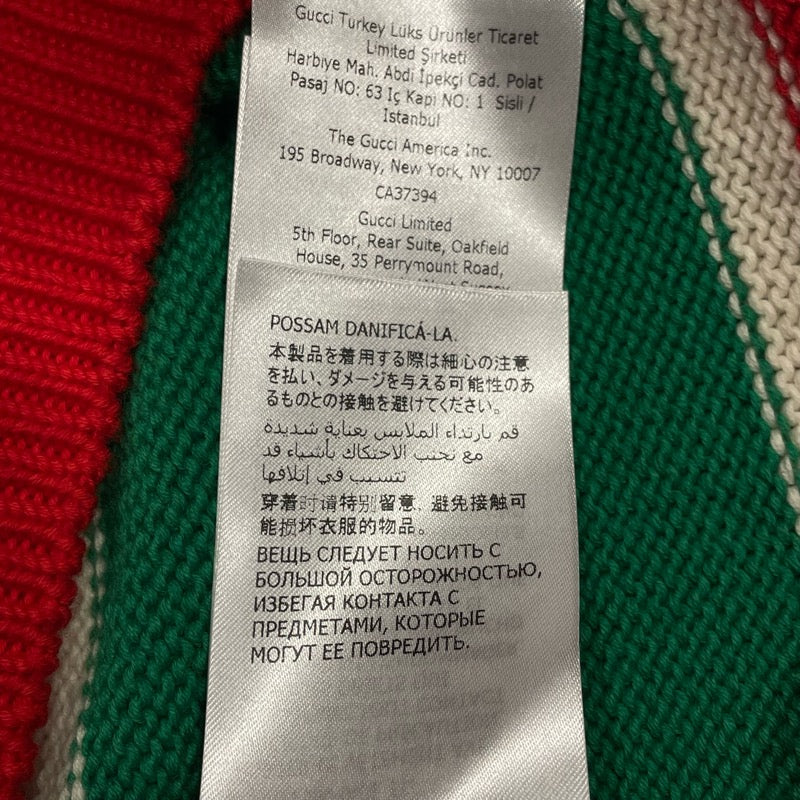 Gucci Turkey Lüks Ürünler Ticaret
Limited Şirketi
Harbiye Mah. Abdi İpekçi Cad. Polat
Pasaj NO: 63 İç Kapi NO: 1 Sisli /
Istanbul
The Gucci America Inc.
195 Broadway, New York, NY 10007
CA37394
Gucci Limited
5th Floor, Rear Suite, Oakfield
House, 35 Perrymount Road,
West Sussex
POSSAM DANIFICÁ-LA.
本製品を着用する際は細心の注意
を払い、ダメージを与える可能性のあ
るものとの接触を避けてください。
قم بارتداء الملابس بعناية شديدة
مع تجنب الاحتكاك بأشياء قد
تتسبب في إتلافها
穿着时请特别留意，避免接触可
能损坏衣服的物品。
ВЕЩЬ СЛЕДУЕТ НОСИТЬ С
БОЛЬШОЙ ОСТОРОЖНОСТЬЮ,
ИЗБЕГАЯ КОНТАКТА С
ПРЕДМЕТАМИ, КОТОРЫЕ
МОГУТ ЕЕ ПОВРЕДИТЬ.